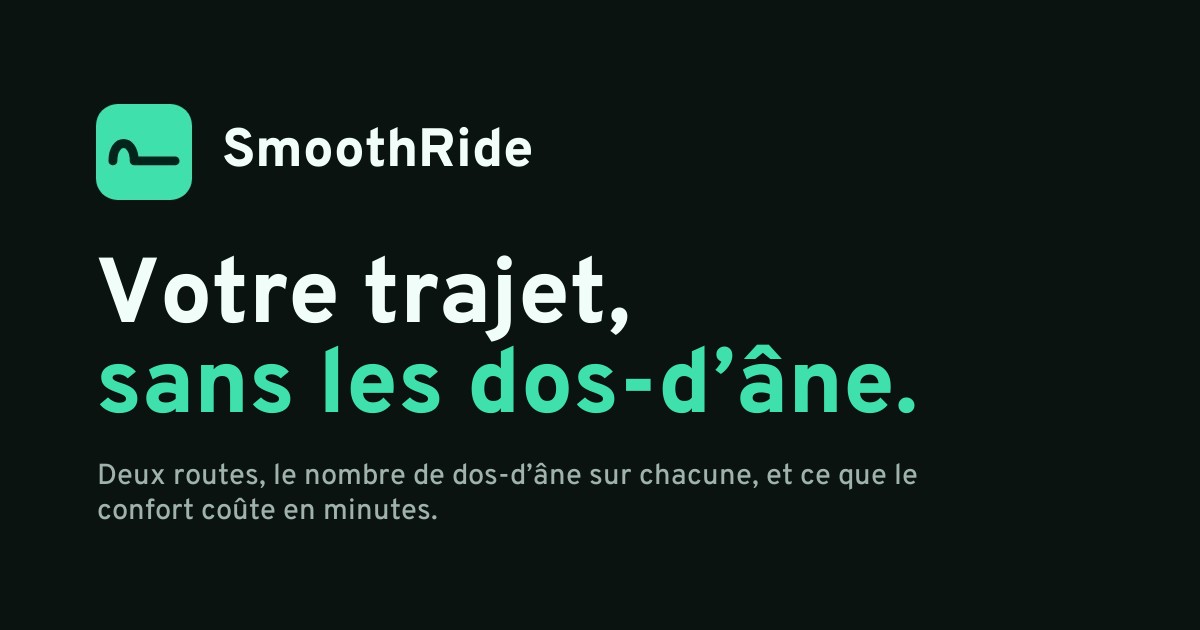 SmoothRide
Votre trajet,
sans les dos-d’âne.
Deux routes, le nombre de dos-d’âne sur chacune, et ce que le
confort coûte en minutes.